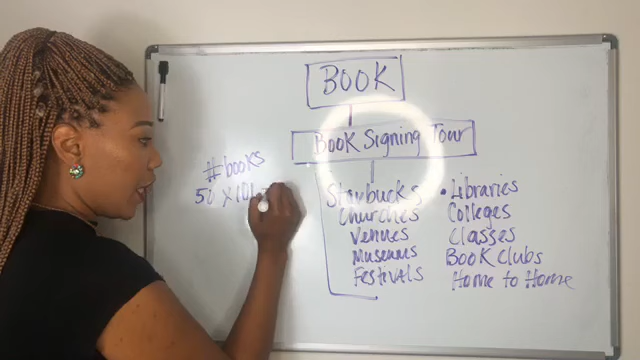 BOOK
Book Signing Tour
#books
50 x 10
Starbucks
Churches
Venues
Museums
Festivals
• Libraries
Colleges
Classes
Book Clubs
Home to Home